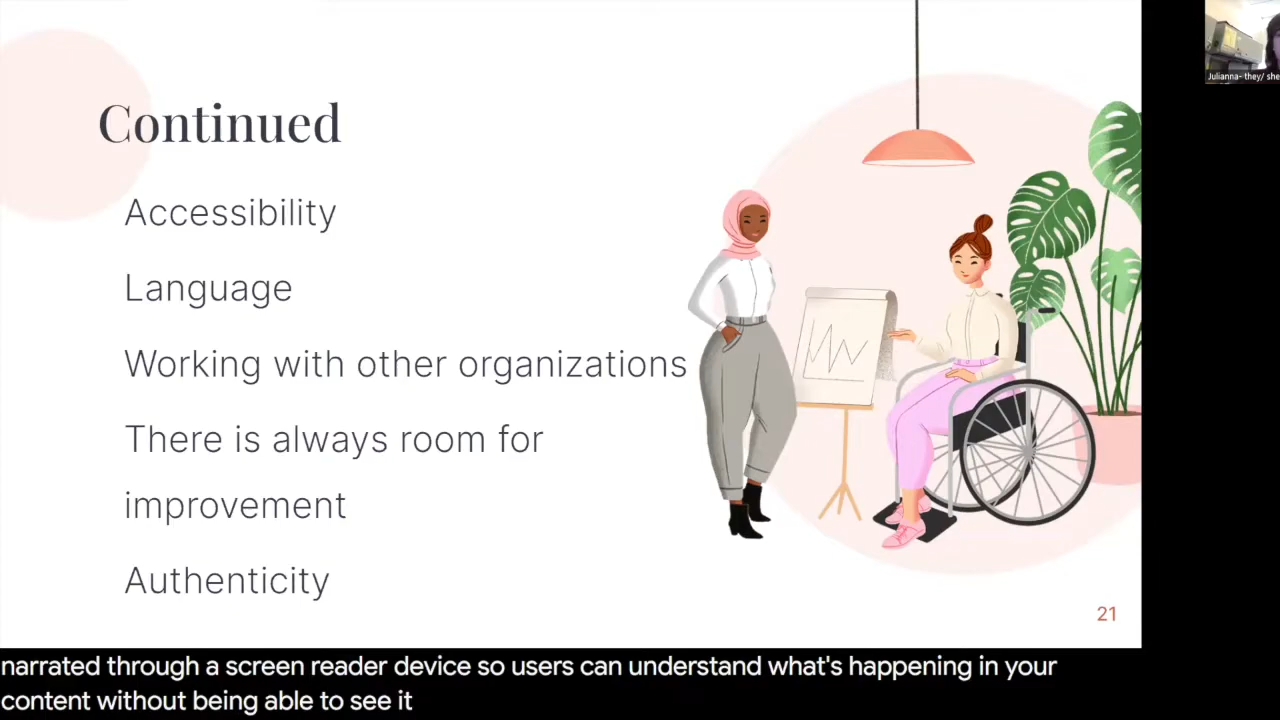 Continued
Accessibility
Language
Working with other organizations
There is always room for
improvement
Authenticity
21
Julianna- they/ she
narrated through a screen reader device so users can understand what's happening in your
content without being able to see it